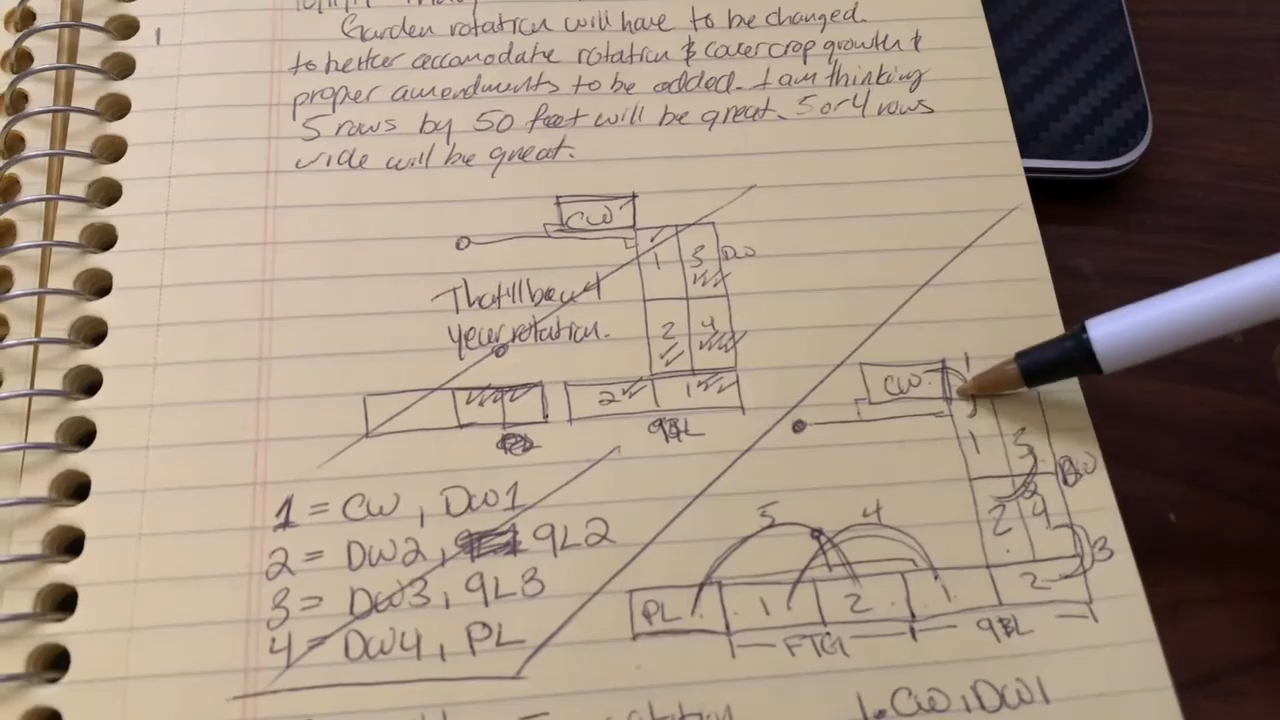 Garden rotation will have to be changed.
to better accomodate rotation & cover crop growth &
proper amendments to be added. I am thinking
5 rows by 50 feet will be great. 5 or 4 rows
wide will be great.
CW
1 3 DW
That'll be a 4
year rotation.
2 4
2 1
9BL
1 = CW, DW1
2 = DW2, 9L2
3 = DW3, 9L3
4 = DW4, PL
CW 1
1 3 DW
2 4
5 4 3
PL 1 2 1 2
FTG 9BL
rotation
1. CW, DW1